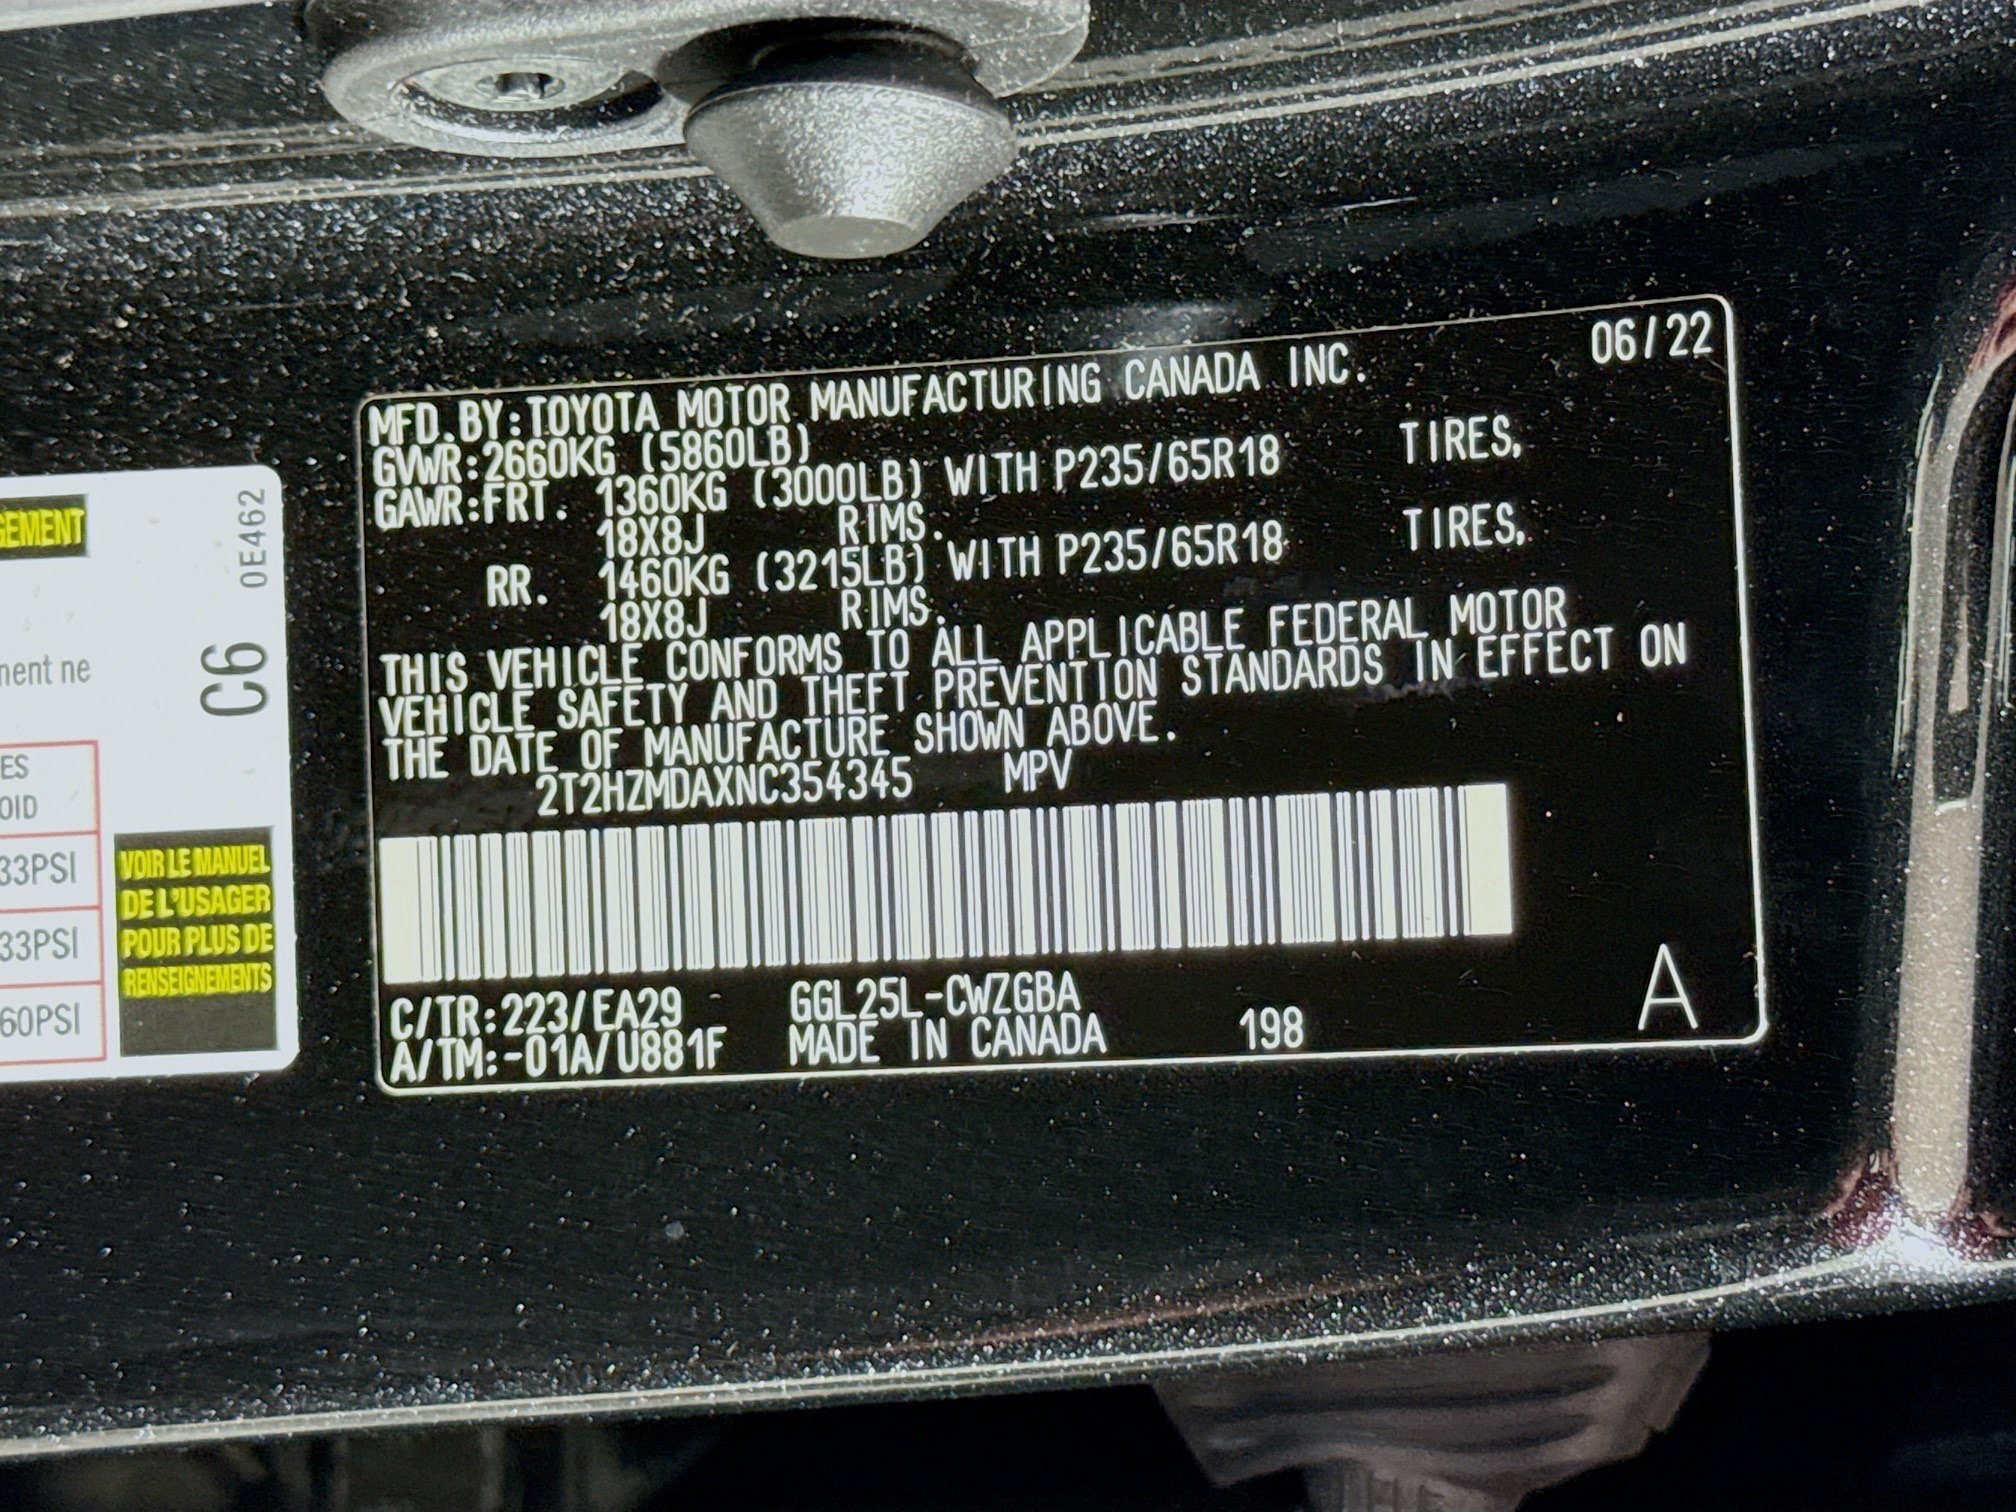 GEMENT
0E462
ment ne
C6
ES
OID
33PSI
33PSI
60PSI
VOIR LE MANUEL
DE L'USAGER
POUR PLUS DE
RENSEIGNEMENTS
06/22
MFD.BY:TOYOTA MOTOR MANUFACTURING CANADA INC.
GVWR:2660KG (5860LB)
GAWR:FRT. 1360KG (3000LB) WITH P235/65R18 TIRES,
18X8J RIMS.
RR. 1460KG (3215LB) WITH P235/65R18 TIRES,
18X8J RIMS.
THIS VEHICLE CONFORMS TO ALL APPLICABLE FEDERAL MOTOR
VEHICLE SAFETY AND THEFT PREVENTION STANDARDS IN EFFECT ON
THE DATE OF MANUFACTURE SHOWN ABOVE.
2T2HZMDAXNC354345 MPV
C/TR:223/EA29 GGL25L-CWZGBA
A/TM:-01A/U881F MADE IN CANADA 198 A